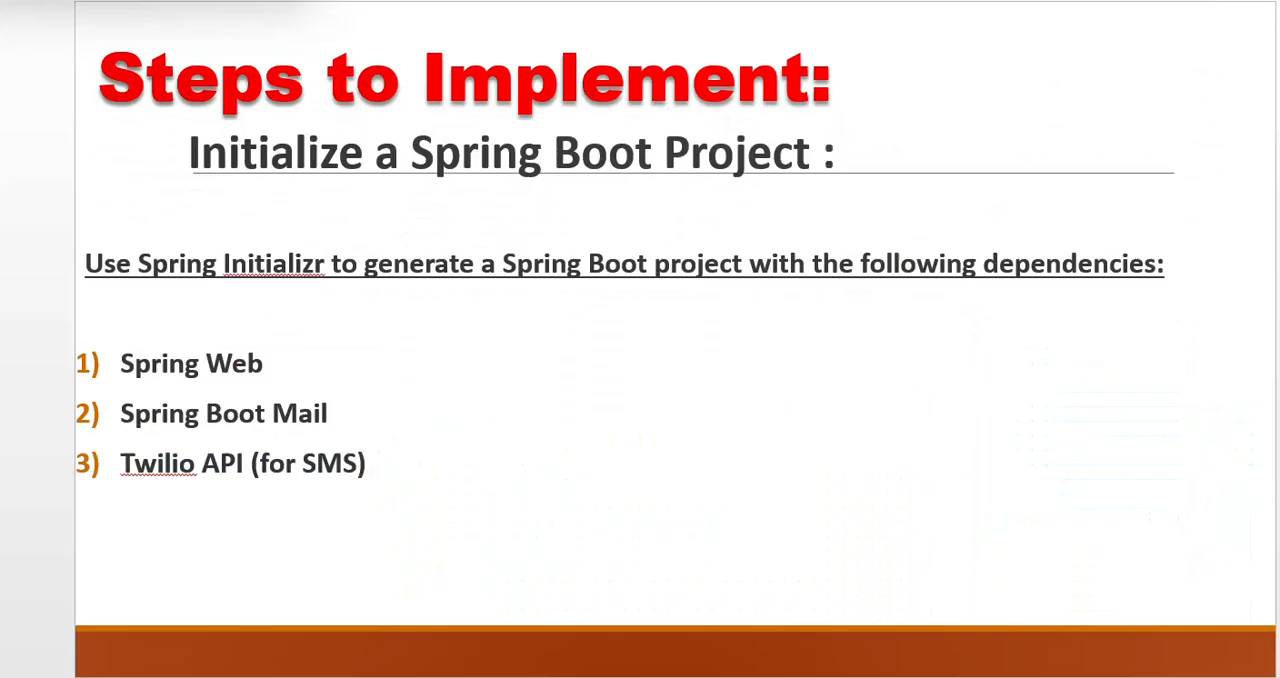 Steps to Implement:
Initialize a Spring Boot Project :
Use Spring Initializr to generate a Spring Boot project with the following dependencies:
1) Spring Web
2) Spring Boot Mail
3) Twilio API (for SMS)